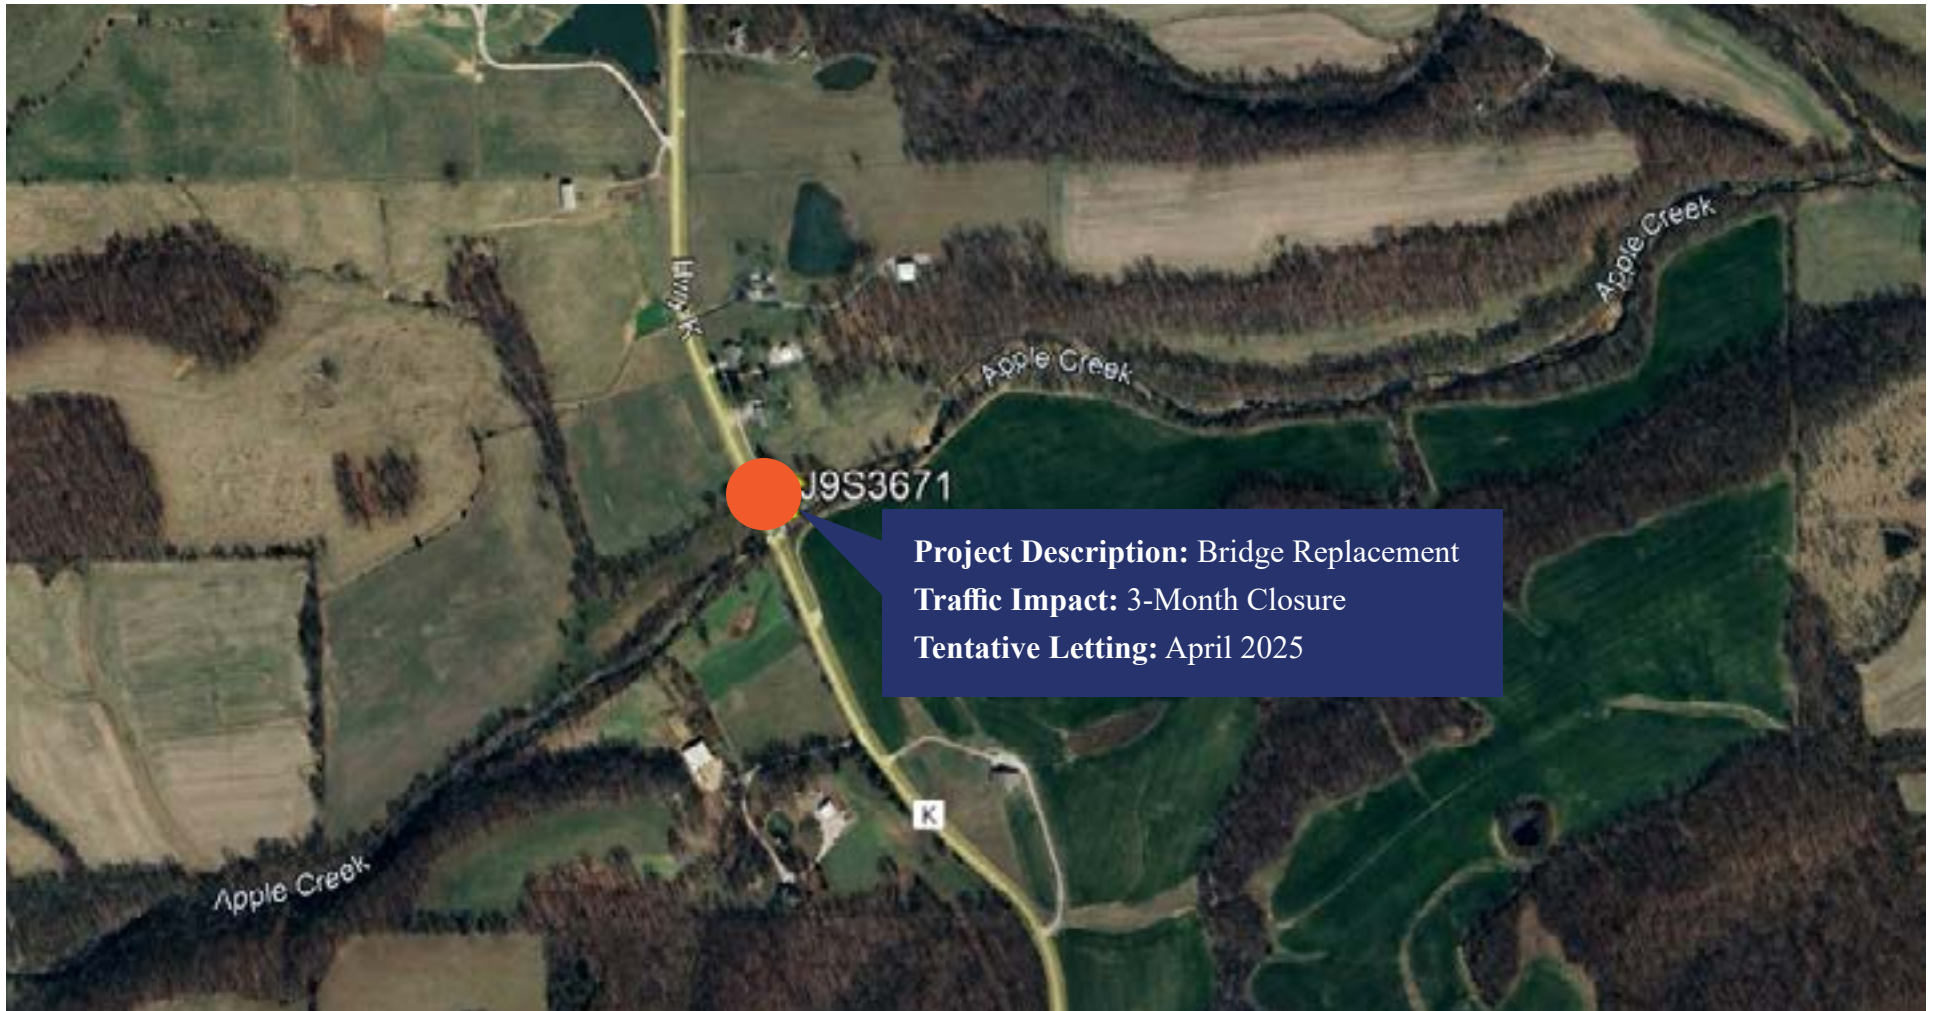 Apple Creek
Hwy K
Apple Creek
J9S3671
Project Description: Bridge Replacement
Traffic Impact: 3-Month Closure
Tentative Letting: April 2025
K
Apple Creek